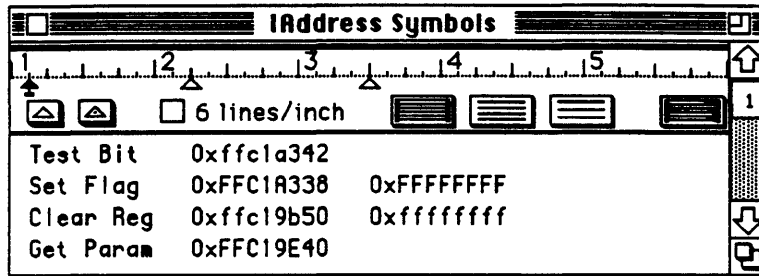 IAddress Symbols
1 2 3 4 5
6 lines/inch
1
Test Bit 0xffc1a342
Set Flag 0xFFC1A338 0xFFFFFFFF
Clear Reg 0xffc19b50 0xffffffff
Get Param 0xFFC19E40